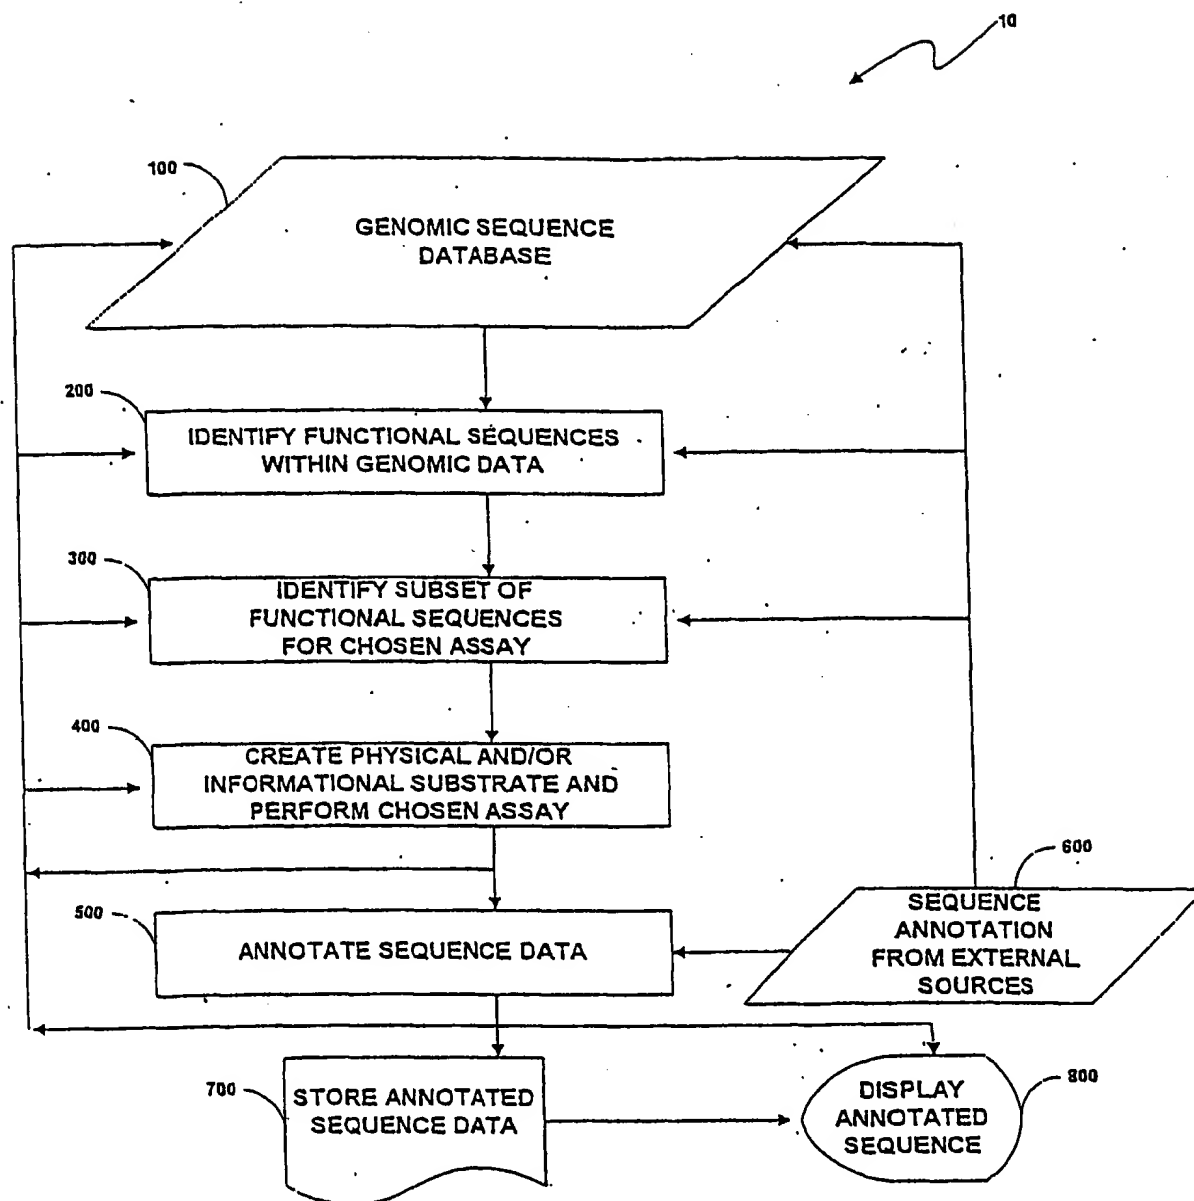 10
100
GENOMIC SEQUENCE
DATABASE
200
IDENTIFY FUNCTIONAL SEQUENCES
WITHIN GENOMIC DATA
300
IDENTIFY SUBSET OF
FUNCTIONAL SEQUENCES
FOR CHOSEN ASSAY
400
CREATE PHYSICAL AND/OR
INFORMATIONAL SUBSTRATE AND
PERFORM CHOSEN ASSAY
500
ANNOTATE SEQUENCE DATA
600
SEQUENCE
ANNOTATION
FROM EXTERNAL
SOURCES
700
STORE ANNOTATED
SEQUENCE DATA
800
DISPLAY
ANNOTATED
SEQUENCE